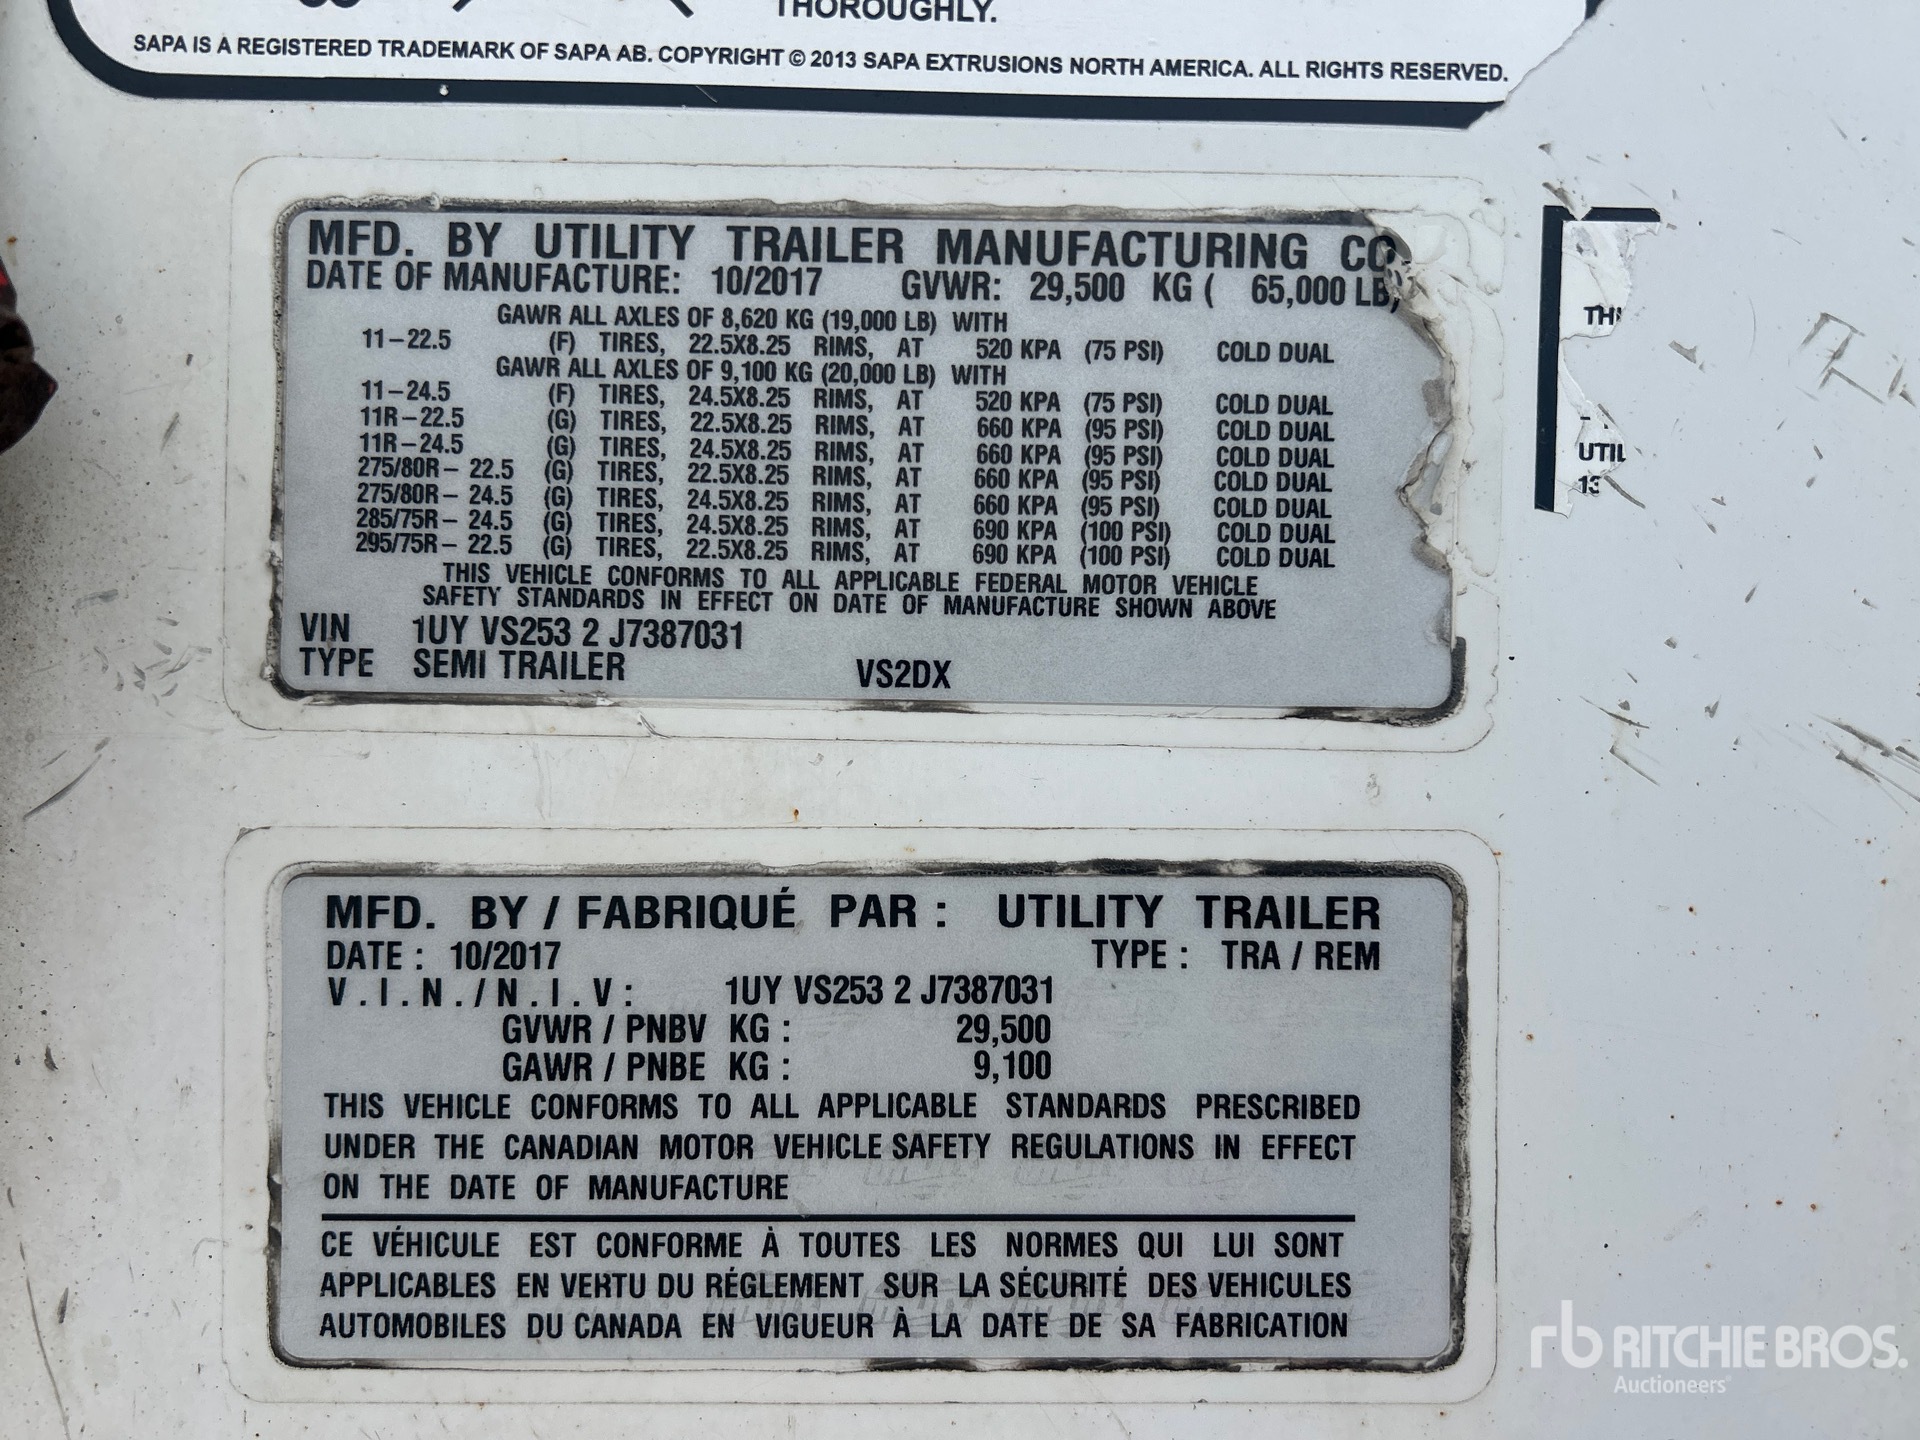 THOROUGHLY.
SAPA IS A REGISTERED TRADEMARK OF SAPA AB. COPYRIGHT © 2013 SAPA EXTRUSIONS NORTH AMERICA. ALL RIGHTS RESERVED.
MFD. BY UTILITY TRAILER MANUFACTURING CO
DATE OF MANUFACTURE: 10/2017 GVWR: 29,500 KG ( 65,000 LB)
GAWR ALL AXLES OF 8,620 KG (19,000 LB) WITH
11-22.5 (F) TIRES, 22.5X8.25 RIMS, AT 520 KPA (75 PSI) COLD DUAL
GAWR ALL AXLES OF 9,100 KG (20,000 LB) WITH
11-24.5 (F) TIRES, 24.5X8.25 RIMS, AT 520 KPA (75 PSI) COLD DUAL
11R-22.5 (G) TIRES, 22.5X8.25 RIMS, AT 660 KPA (95 PSI) COLD DUAL
11R-24.5 (G) TIRES, 24.5X8.25 RIMS, AT 660 KPA (95 PSI) COLD DUAL
275/80R- 22.5 (G) TIRES, 22.5X8.25 RIMS, AT 660 KPA (95 PSI) COLD DUAL
275/80R- 24.5 (G) TIRES, 24.5X8.25 RIMS, AT 660 KPA (95 PSI) COLD DUAL
285/75R- 24.5 (G) TIRES, 24.5X8.25 RIMS, AT 690 KPA (100 PSI) COLD DUAL
295/75R- 22.5 (G) TIRES, 22.5X8.25 RIMS, AT 690 KPA (100 PSI) COLD DUAL
THIS VEHICLE CONFORMS TO ALL APPLICABLE FEDERAL MOTOR VEHICLE
SAFETY STANDARDS IN EFFECT ON DATE OF MANUFACTURE SHOWN ABOVE
VIN 1UY VS253 2 J7387031
TYPE SEMI TRAILER VS2DX
TH
UTIL
13
MFD. BY / FABRIQUÉ PAR : UTILITY TRAILER
DATE : 10/2017 TYPE : TRA / REM
V.I.N./N.I.V: 1UY VS253 2 J7387031
GVWR / PNBV KG : 29,500
GAWR / PNBE KG : 9,100
THIS VEHICLE CONFORMS TO ALL APPLICABLE STANDARDS PRESCRIBED
UNDER THE CANADIAN MOTOR VEHICLE SAFETY REGULATIONS IN EFFECT
ON THE DATE OF MANUFACTURE
CE VÉHICULE EST CONFORME À TOUTES LES NORMES QUI LUI SONT
APPLICABLES EN VERTU DU RÉGLEMENT SUR LA SÉCURITÉ DES VEHICULES
AUTOMOBILES DU CANADA EN VIGUEUR À LA DATE DE SA FABRICATION
rb RITCHIE BROS.
Auctioneers